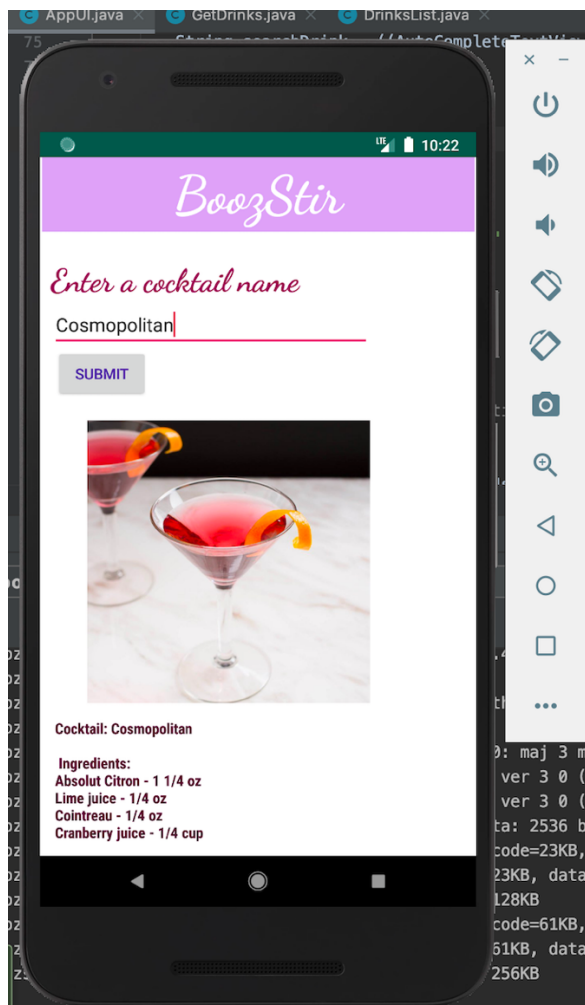 AppUI.java
GetDrinks.java
DrinksList.java
75
LTE 10:22
BoozStir
Enter a cocktail name
Cosmopolitan
SUBMIT
Cocktail: Cosmopolitan
Ingredients:
Absolut Citron - 1 1/4 oz
Lime juice - 1/4 oz
Cointreau - 1/4 oz
Cranberry juice - 1/4 cup
0: maj 3 m
ver 3 0 (
ver 3 0 (
ta: 2536 b
code=23KB,
23KB, data
128KB
code=61KB,
61KB, data
256KB